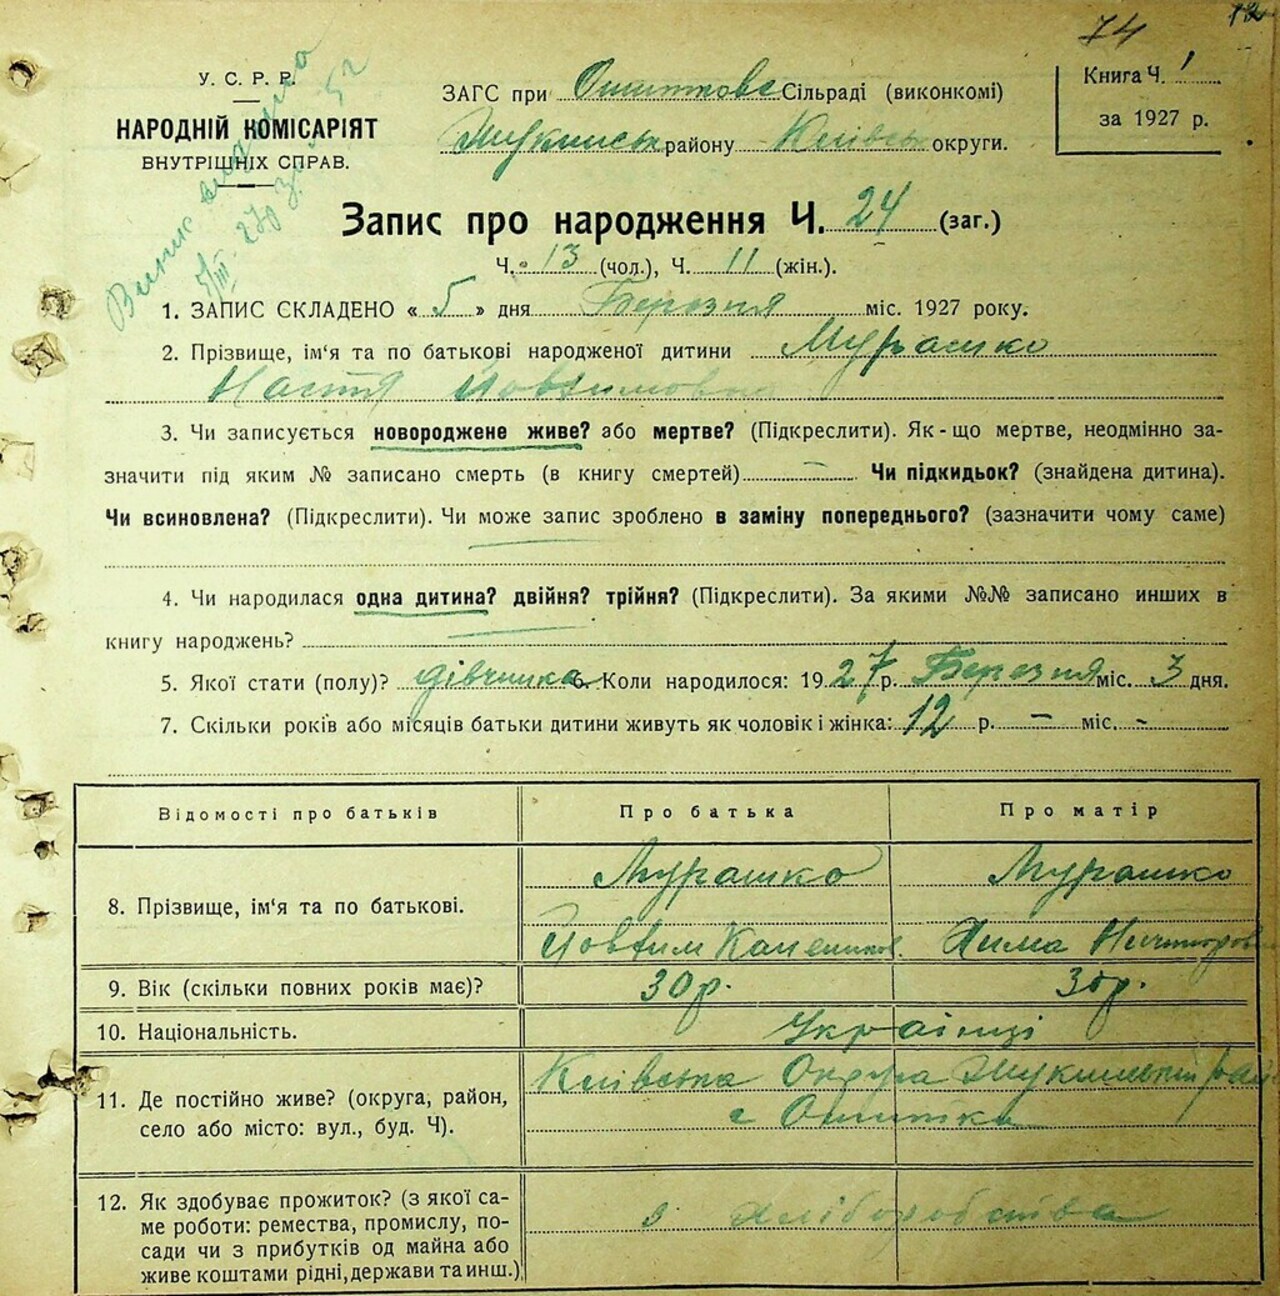 74
12
У. С. Р. Р.
НАРОДНІЙ КОМІСАРІЯТ
ВНУТРІШНІХ СПРАВ.
ЗАГС при Ошитковс Сільраді (виконкомі)
району Київськ округи.
Книга Ч. 1
за 1927 р.
Запис про народження Ч. 24 (заг.)
Ч. 13 (чол.), Ч. 11 (жін.).
1. ЗАПИС СКЛАДЕНО « 5 » дня Березня міс. 1927 року.
2. Прізвище, ім'я та по батькові народженої дитини Мурашко
Настя Йовтимовна
3. Чи записується новороджене живе? або мертве? (Підкреслити). Як-що мертве, неодмінно за-
значити під яким № записано смерть (в книгу смертей) — Чи підкидьок? (знайдена дитина).
Чи всиновлена? (Підкреслити). Чи може запис зроблено в заміну попереднього? (зазначити чому саме)
4. Чи народилася одна дитина? двійня? трійня? (Підкреслити). За якими №№ записано инших в
книгу народжень?
5. Якої стати (полу)? дівчинка 6. Коли народилося: 1927 р. Березня міс. 3 дня.
7. Скільки років або місяців батьки дитини живуть як чоловік і жінка: 12 р. — міс. -
Відомості про батьків Про батька Про матір
8. Прізвище, ім'я та по батькові. Мурашко Мурашко
Йовтим
9. Вік (скільки повних років має)? 30 р. 30 р.
10. Національність. Українці
11. Де постійно живе? (округа, район,
село або місто: вул., буд. Ч).
Київська Округа
с Ошитки
12. Як здобуває прожиток? (з якої са-
ме роботи: ремества, промислу, по-
сади чи з прибутків од майна або
живе коштами рідні, держави та инш.)
з хліборобства